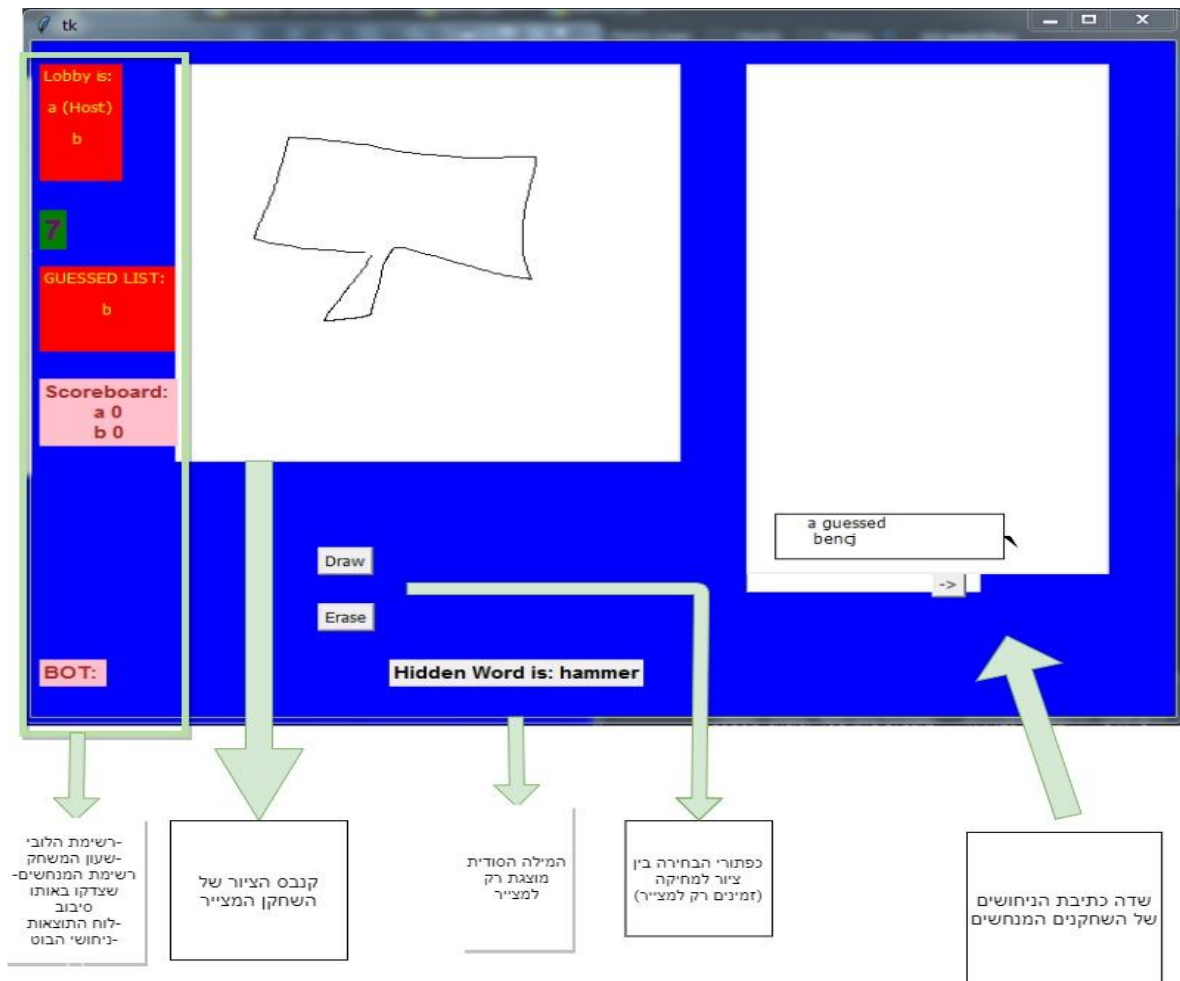 tk
Lobby is:
a (Host)
b
7
GUESSED LIST:
b
Scoreboard:
a 0
b 0
BOT:
Draw
Erase
Hidden Word is: hammer
a guessed
bencj
->
-רשימת הלובי
-שעון המשחק
-רשימת המנחשים
שצדקו באותו
סיבוב
-לוח התוצאות
-ניחושי הבוט
קנבס הציור של
השחקן המצייר
המילה הסודית
מוצגת רק
למצייר
כפתורי הבחירה בין
ציור למחיקה
(זמינים רק למצייר)
שדה כתיבת הניחושים
של השחקנים המנחשים